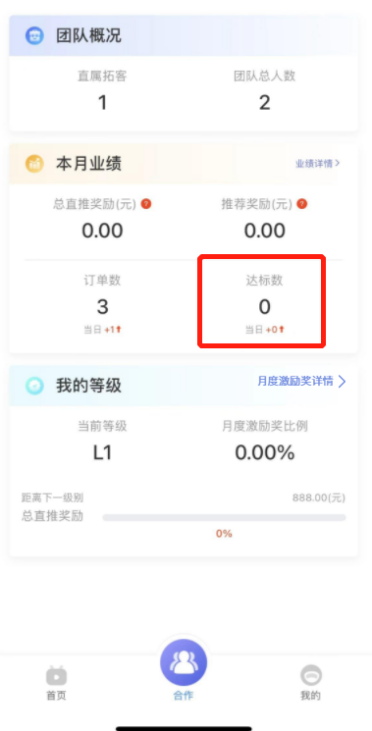 团队概况
直属拓客 团队总人数
1 2
本月业绩 业绩详情>
总直推奖励(元) ? 推荐奖励(元) ?
0.00 0.00
订单数 达标数
3 0
当日 +1⬆ 当日 +0⬆
我的等级 月度激励奖详情 >
当前等级 月度激励奖比例
L1 0.00%
距离下一级别 888.00(元)
总直推奖励
0%
首页 合作 我的